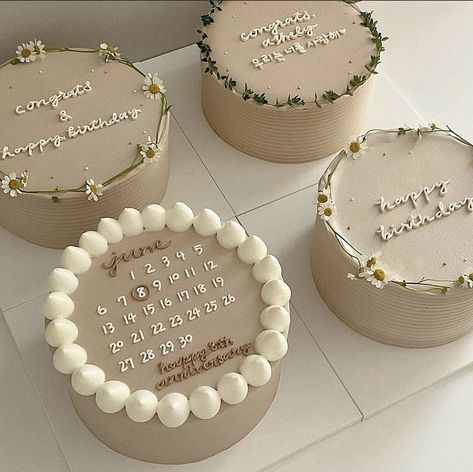 congrats
&
happy birthday
congrats.
ashely
우리는 너를 사랑해♥
happy
birthday
june
1 2 3 4 5
6 7 8 9 10 11 12
13 14 15 16 17 18 19
20 21 22 23 24 25 26
27 28 29 30
happy 8th
anniversary